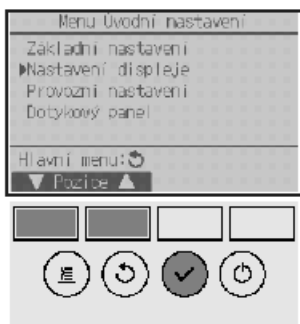 Menu Úvodní nastavení
Základní nastavení
Nastavení displeje
Provozní nastavení
Dotykový panel
Hlavní menu:
Pozice